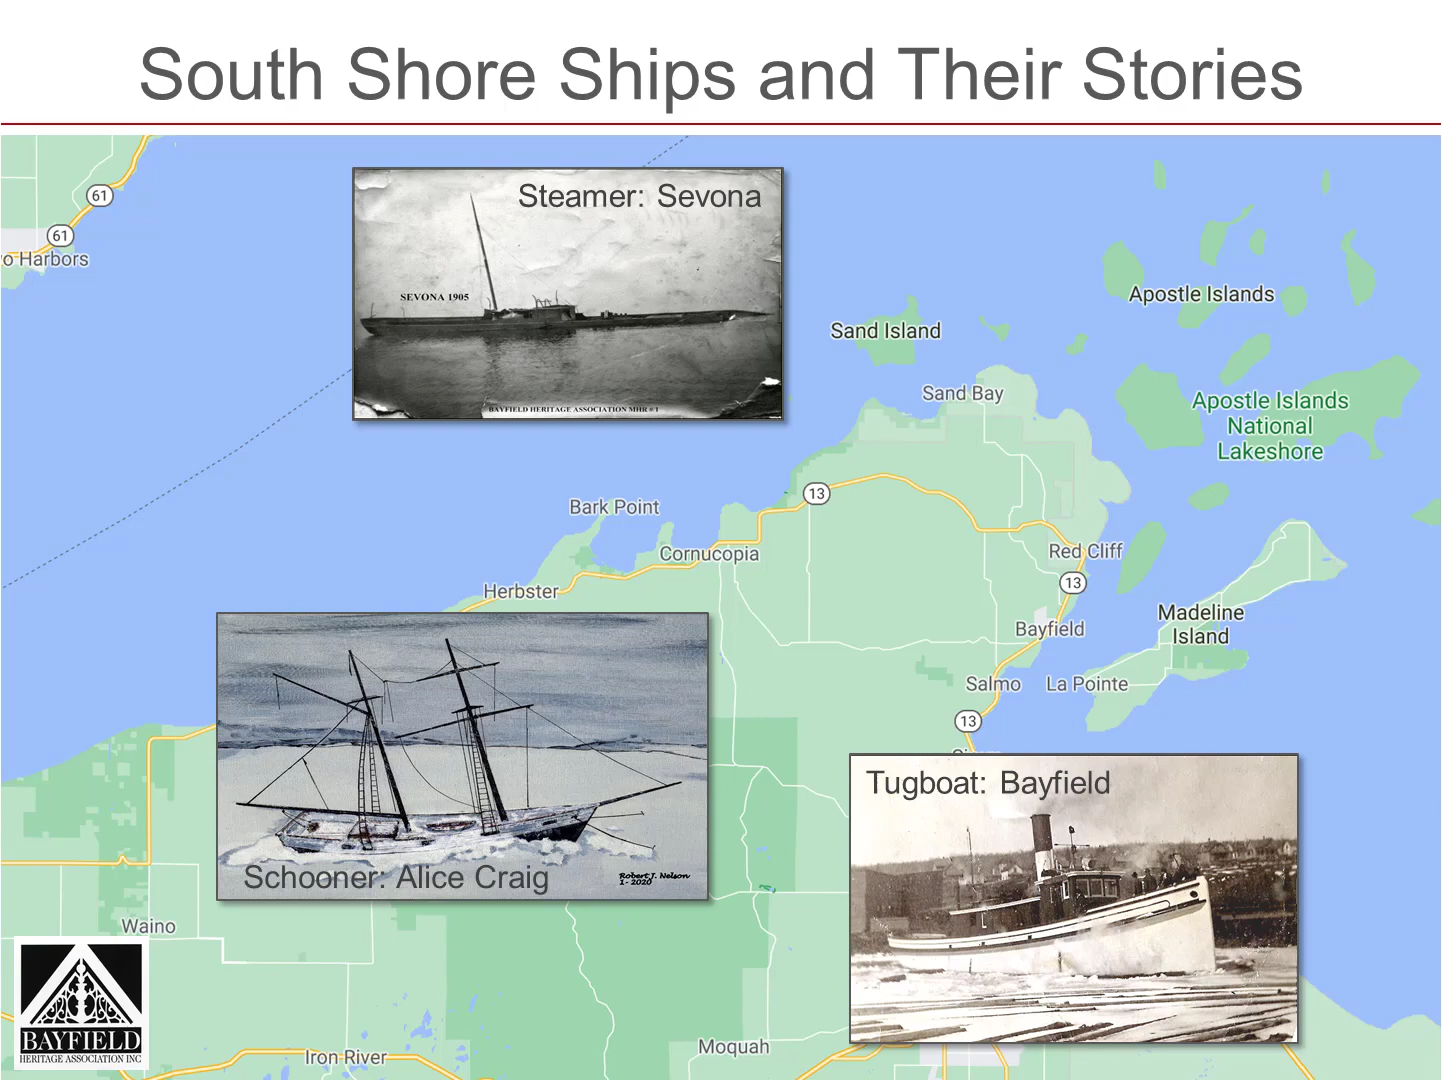 South Shore Ships and Their Stories
61
61
o Harbors
Steamer: Sevona
SEVONA 1905
BAYFIELD HERITAGE ASSOCIATION MHR # 1
Apostle Islands
Sand Island
Sand Bay
Apostle Islands
National
Lakeshore
13
Bark Point
Cornucopia
Red Cliff
13
Herbster
Madeline
Island
Bayfield
Salmo
La Pointe
13
Schooner: Alice Craig
Robert J. Nelson
1-2020
Tugboat: Bayfield
Waino
BAYFIELD
HERITAGE ASSOCIATION INC
Iron River
Moquah